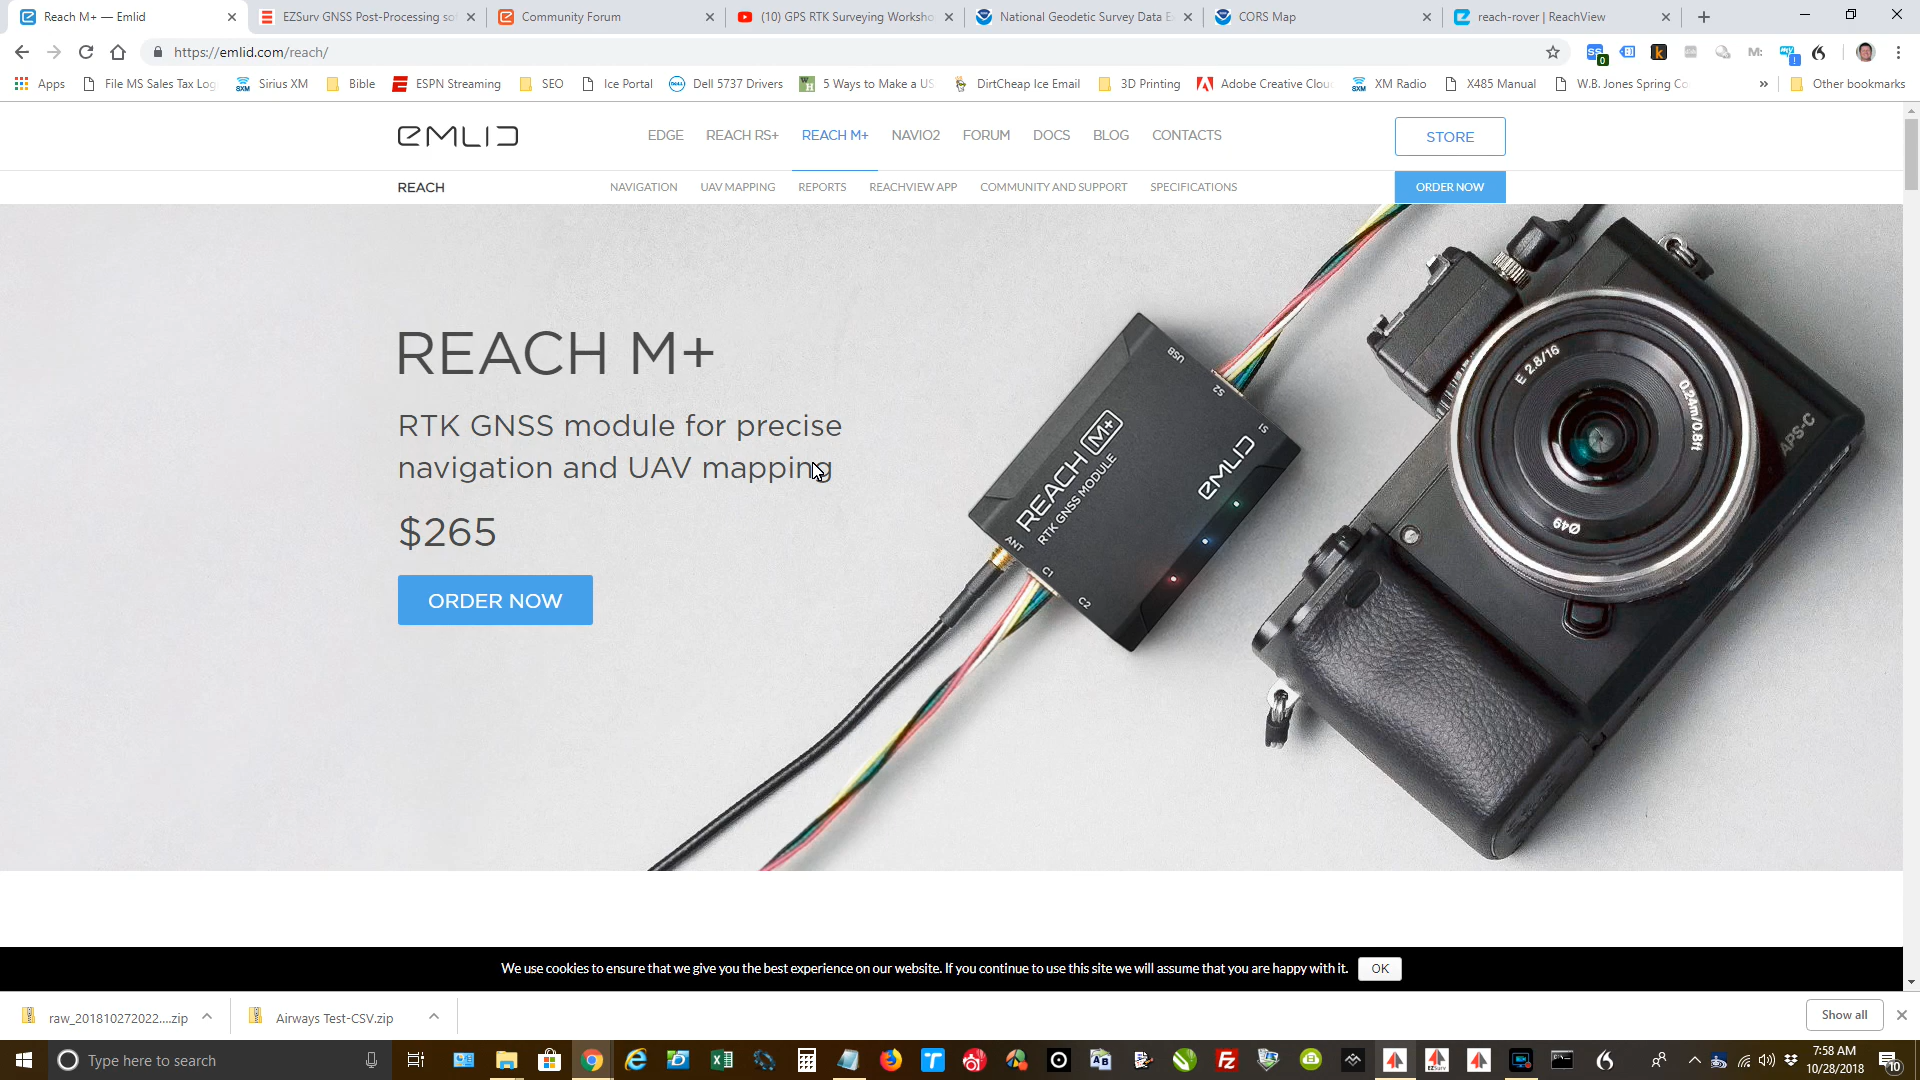 Reach M+ — Emlid
EZSurv GNSS Post-Processing so
Community Forum
(10) GPS RTK Surveying Worksho
National Geodetic Survey Data E
CORS Map
reach-rover | ReachView
https://emlid.com/reach/
Apps
File MS Sales Tax Log
Sirius XM
Bible
ESPN Streaming
SEO
Ice Portal
Dell 5737 Drivers
5 Ways to Make a US
DirtCheap Ice Email
3D Printing
Adobe Creative Clou
XM Radio
X485 Manual
W.B. Jones Spring Co
Other bookmarks
EMLID
EDGE
REACH RS+
REACH M+
NAVIO2
FORUM
DOCS
BLOG
CONTACTS
STORE
REACH
NAVIGATION
UAV MAPPING
REPORTS
REACHVIEW APP
COMMUNITY AND SUPPORT
SPECIFICATIONS
ORDER NOW
REACH M+
RTK GNSS module for precise
navigation and UAV mapping
$265
ORDER NOW
USB
S2
S1
REACH M+
RTK GNSS MODULE
EMLID
ANT
C1
C2
E 2.8/16
0.24m/0.8ft
Ø49
APS-C
We use cookies to ensure that we give you the best experience on our website. If you continue to use this site we will assume that you are happy with it.
OK
raw_201810272022....zip
Airways Test-CSV.zip
Show all
Type here to search
7:58 AM
10/28/2018
10